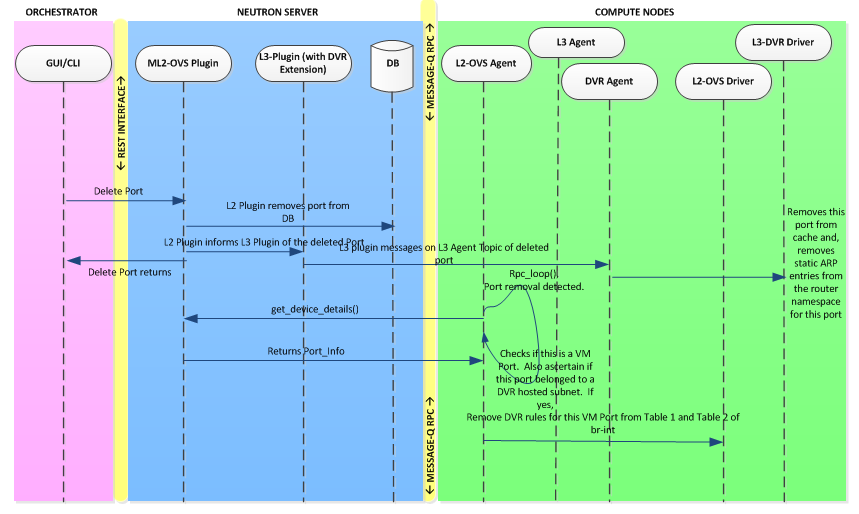 ORCHESTRATOR
NEUTRON SERVER
COMPUTE NODES
GUI/CLI
ML2-OVS Plugin
L3-Plugin (with DVR
Extension)
DB
L2-OVS Agent
L3 Agent
DVR Agent
L2-OVS Driver
L3-DVR Driver
← REST INTERFACE→
← MESSAGE-Q RPC →
← MESSAGE-Q RPC →
Delete Port
L2 Plugin removes port from
DB
L2 Plugin informs L3 Plugin of the deleted Port
L3 plugin messages on L3 Agent Topic of deleted
port
Delete Port returns
Removes this
port from
cache and,
removes
static ARP
entries from
the router
namespace
for this port
Rpc_loop()
Port removal detected.
get_device_details()
Returns Port_Info
Checks if this is a VM
Port. Also ascertain if
this port belonged to a
DVR hosted subnet. If
yes,
Remove DVR rules for this VM Port from Table 1 and Table 2 of
br-int